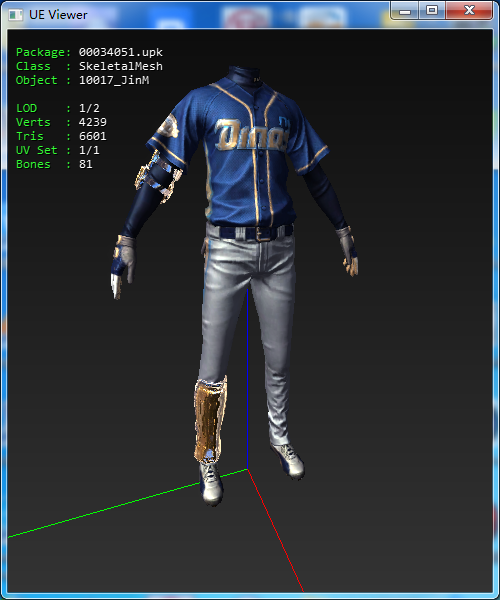 UE Viewer
Package: 00034051.upk
Class : SkeletalMesh
Object : 10017_JinM
LOD : 1/2
Verts : 4239
Tris : 6601
UV Set : 1/1
Bones : 81
Dinos